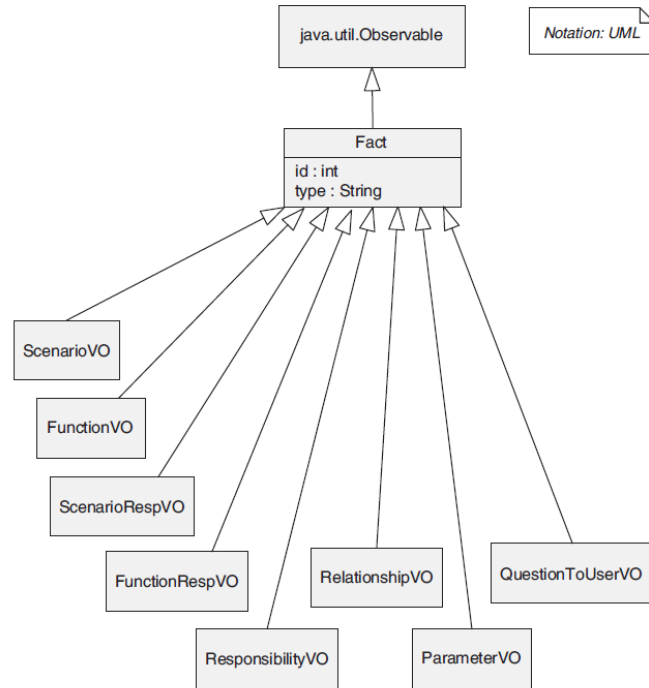 java.util.Observable
Notation: UML
Fact
id : int
type : String
ScenarioVO
FunctionVO
ScenarioRespVO
FunctionRespVO
RelationshipVO
QuestionToUserVO
ResponsibilityVO
ParameterVO